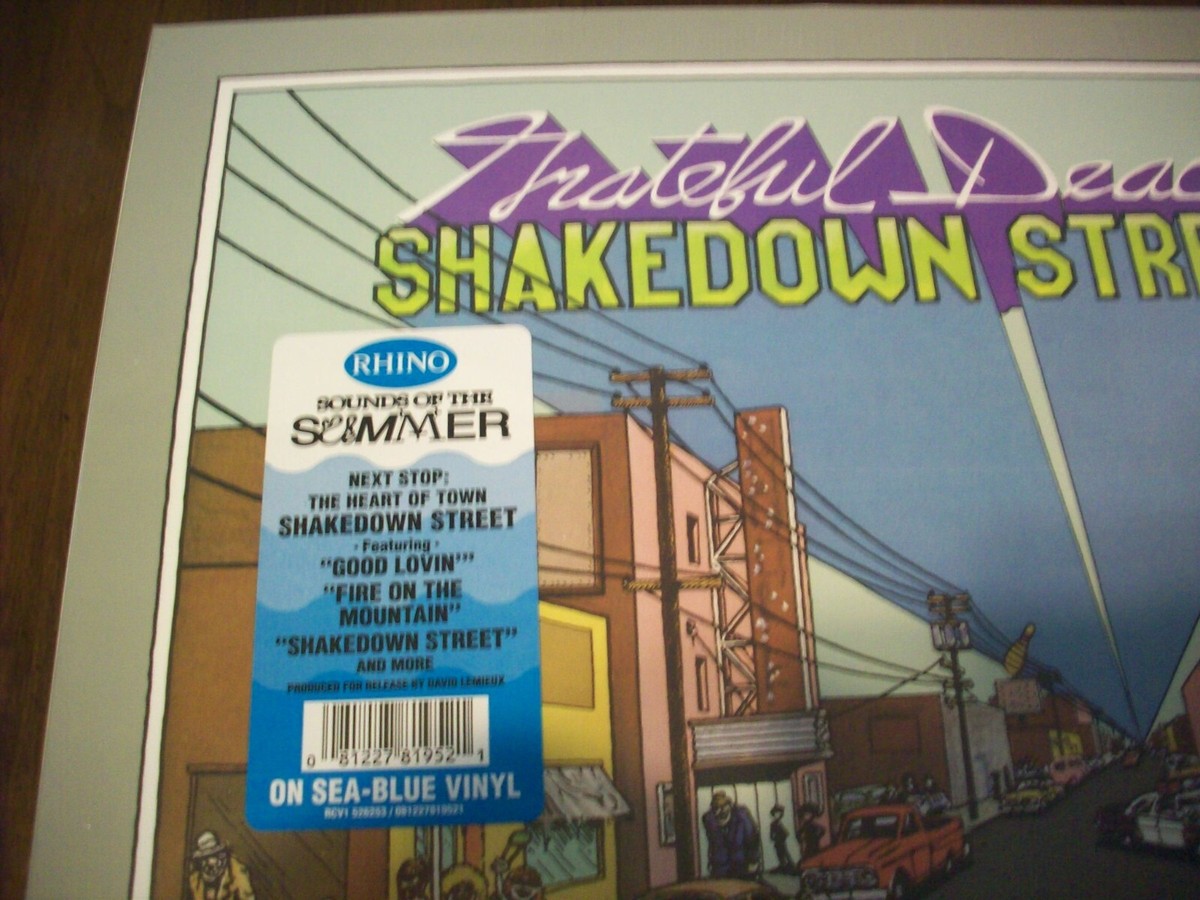 Grateful Dead
SHAKEDOWN STRE
RHINO
SOUNDS OF THE
SUMMER
NEXT STOP:
THE HEART OF TOWN
SHAKEDOWN STREET
- Featuring -
"GOOD LOVIN'"
"FIRE ON THE
MOUNTAIN"
"SHAKEDOWN STREET"
AND MORE
PRODUCED FOR RELEASE BY DAVID LEMIEUX
0 81227 81952 1
ON SEA-BLUE VINYL